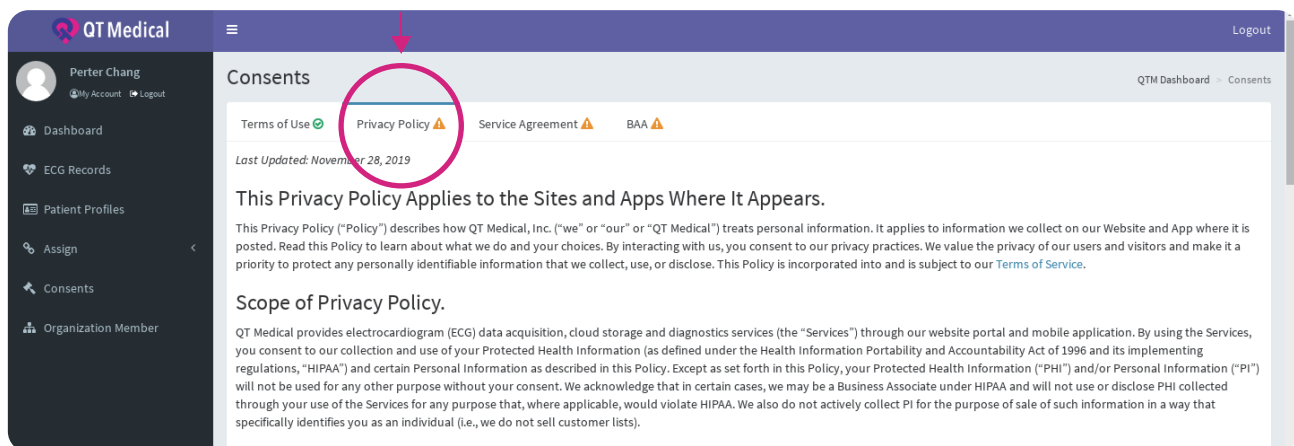 QT Medical
Logout
Perter Chang
My Account Logout
Dashboard
ECG Records
Patient Profiles
Assign
Consents
Organization Member
Consents
QTM Dashboard > Consents
Terms of Use Privacy Policy Service Agreement BAA
Last Updated: November 28, 2019
This Privacy Policy Applies to the Sites and Apps Where It Appears.
This Privacy Policy (“Policy”) describes how QT Medical, Inc. (“we” or “our” or “QT Medical”) treats personal information. It applies to information we collect on our Website and App where it is
posted. Read this Policy to learn about what we do and your choices. By interacting with us, you consent to our privacy practices. We value the privacy of our users and visitors and make it a
priority to protect any personally identifiable information that we collect, use, or disclose. This Policy is incorporated into and is subject to our Terms of Service.
Scope of Privacy Policy.
QT Medical provides electrocardiogram (ECG) data acquisition, cloud storage and diagnostics services (the “Services”) through our website portal and mobile application. By using the Services,
you consent to our collection and use of your Protected Health Information (as defined under the Health Information Portability and Accountability Act of 1996 and its implementing
regulations, “HIPAA”) and certain Personal Information as described in this Policy. Except as set forth in this Policy, your Protected Health Information (“PHI”) and/or Personal Information (“PI”)
will not be used for any other purpose without your consent. We acknowledge that in certain cases, we may be a Business Associate under HIPAA and will not use or disclose PHI collected
through your use of the Services for any purpose that, where applicable, would violate HIPAA. We also do not actively collect PI for the purpose of sale of such information in a way that
specifically identifies you as an individual (i.e., we do not sell customer lists).